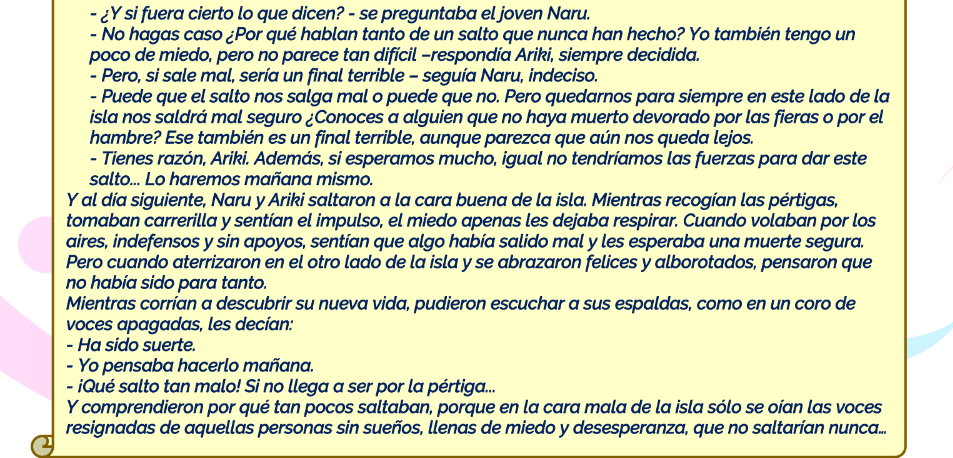 - ¿Y si fuera cierto lo que dicen? - se preguntaba el joven Naru.
- No hagas caso ¿Por qué hablan tanto de un salto que nunca han hecho? Yo también tengo un
poco de miedo, pero no parece tan difícil –respondía Ariki, siempre decidida.
- Pero, si sale mal, sería un final terrible – seguía Naru, indeciso.
- Puede que el salto nos salga mal o puede que no. Pero quedarnos para siempre en este lado de la
isla nos saldrá mal seguro ¿Conoces a alguien que no haya muerto devorado por las fieras o por el
hambre? Ese también es un final terrible, aunque parezca que aún nos queda lejos.
- Tienes razón, Ariki. Además, si esperamos mucho, igual no tendríamos las fuerzas para dar este
salto... Lo haremos mañana mismo.
Y al día siguiente, Naru y Ariki saltaron a la cara buena de la isla. Mientras recogían las pértigas,
tomaban carrerilla y sentían el impulso, el miedo apenas les dejaba respirar. Cuando volaban por los
aires, indefensos y sin apoyos, sentían que algo había salido mal y les esperaba una muerte segura.
Pero cuando aterrizaron en el otro lado de la isla y se abrazaron felices y alborotados, pensaron que
no había sido para tanto.
Mientras corrían a descubrir su nueva vida, pudieron escuchar a sus espaldas, como en un coro de
voces apagadas, les decían:
- Ha sido suerte.
- Yo pensaba hacerlo mañana.
- ¡Qué salto tan malo! Si no llega a ser por la pértiga...
Y comprendieron por qué tan pocos saltaban, porque en la cara mala de la isla sólo se oían las voces
resignadas de aquellas personas sin sueños, llenas de miedo y desesperanza, que no saltarían nunca...